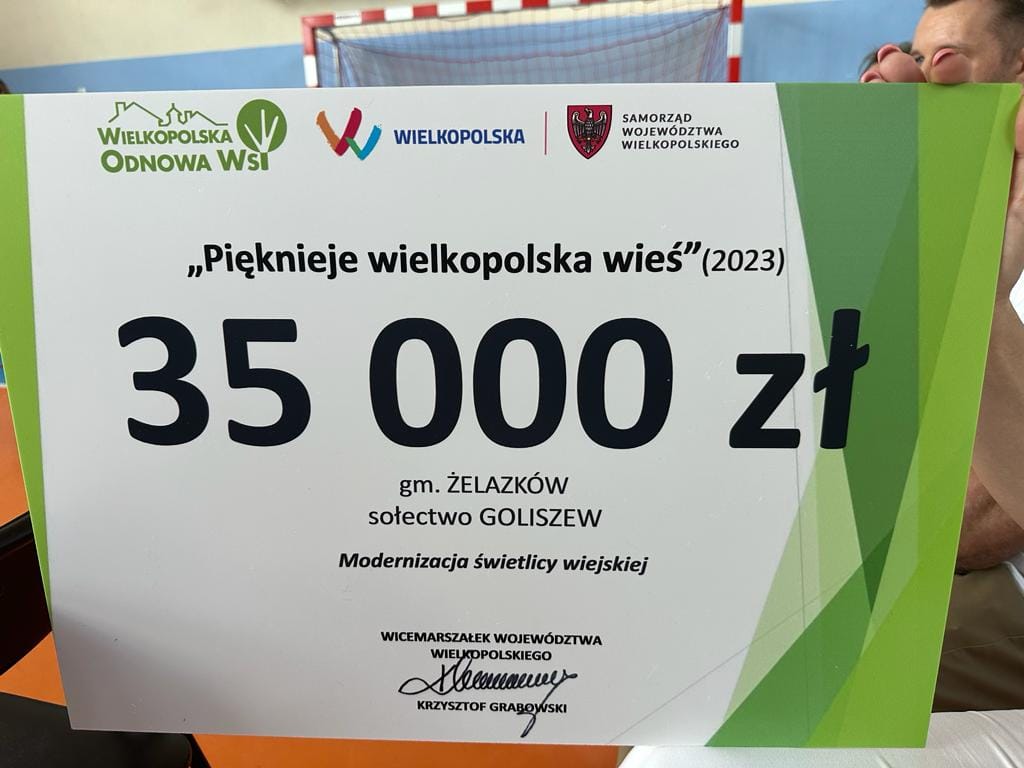 WIELKOPOLSKA
ODNOWA WSI
WIELKOPOLSKA
SAMORZĄD
WOJEWÓDZTWA
WIELKOPOLSKIEGO
„Pięknieje wielkopolska wieś”(2023)
35 000 zł
gm. ŻELAZKÓW
sołectwo GOLISZEW
Modernizacja świetlicy wiejskiej
WICEMARSZAŁEK WOJEWÓDZTWA
WIELKOPOLSKIEGO
KRZYSZTOF GRABOWSKI